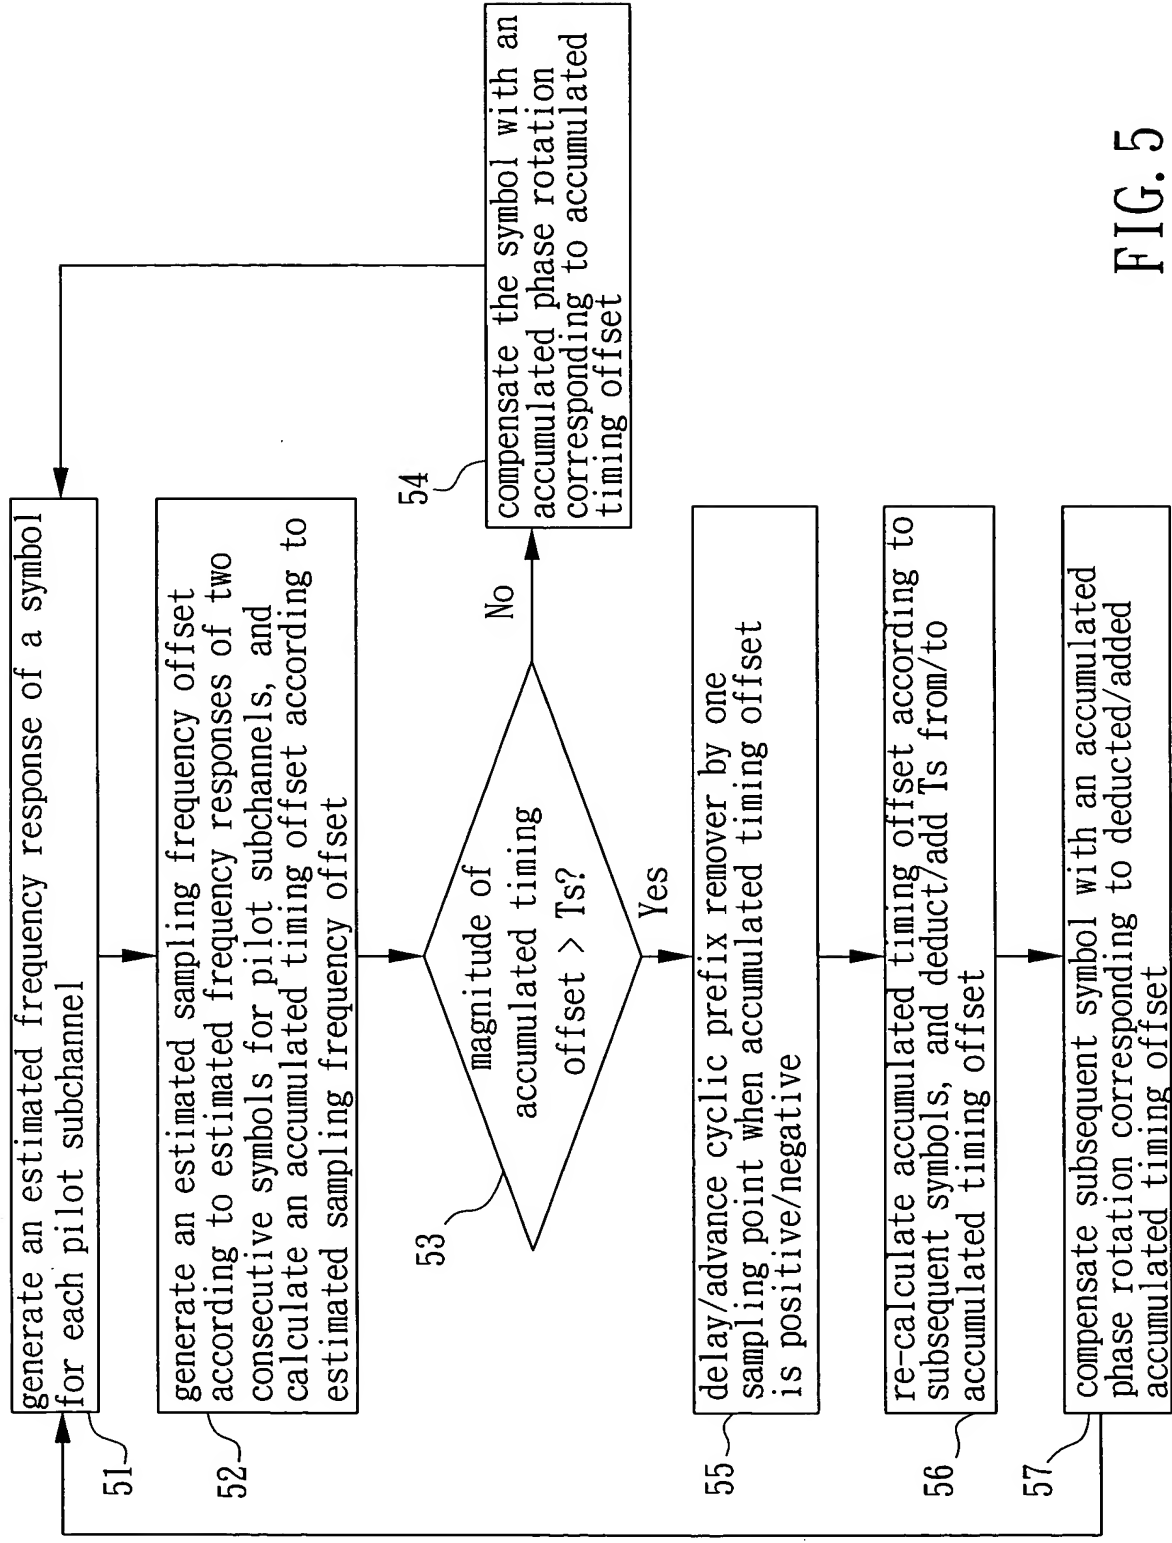 generate an estimated frequency response of a symbol
for each pilot subchannel
51
generate an estimated sampling frequency offset
according to estimated frequency responses of two
consecutive symbols for pilot subchannels, and
calculate an accumulated timing offset according to
estimated sampling frequency offset
52
magnitude of
accumulated timing
offset > Ts?
53
No
compensate the symbol with an
accumulated phase rotation
corresponding to accumulated
timing offset
54
Yes
delay/advance cyclic prefix remover by one
sampling point when accumulated timing offset
is positive/negative
55
re-calculate accumulated timing offset according to
subsequent symbols, and deduct/add Ts from/to
accumulated timing offset
56
compensate subsequent symbol with an accumulated
phase rotation corresponding to deducted/added
accumulated timing offset
57
FIG. 5